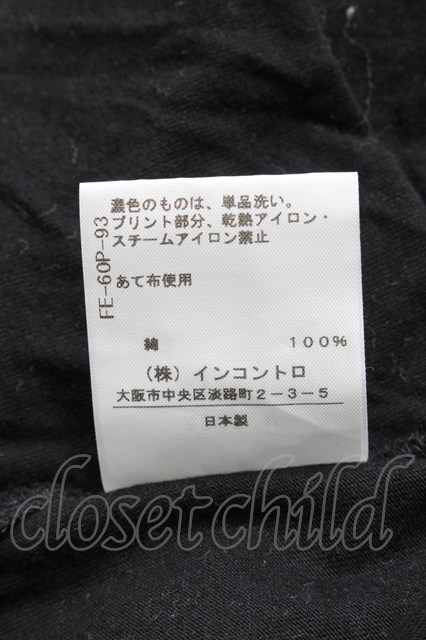 濃色のものは、単品洗い。
プリント部分、乾熱アイロン・
スチームアイロン禁止
FE-60P-93
あて布使用
綿 100%
(株)インコントロ
大阪市中央区淡路町2-3-5
日本製
closetchild